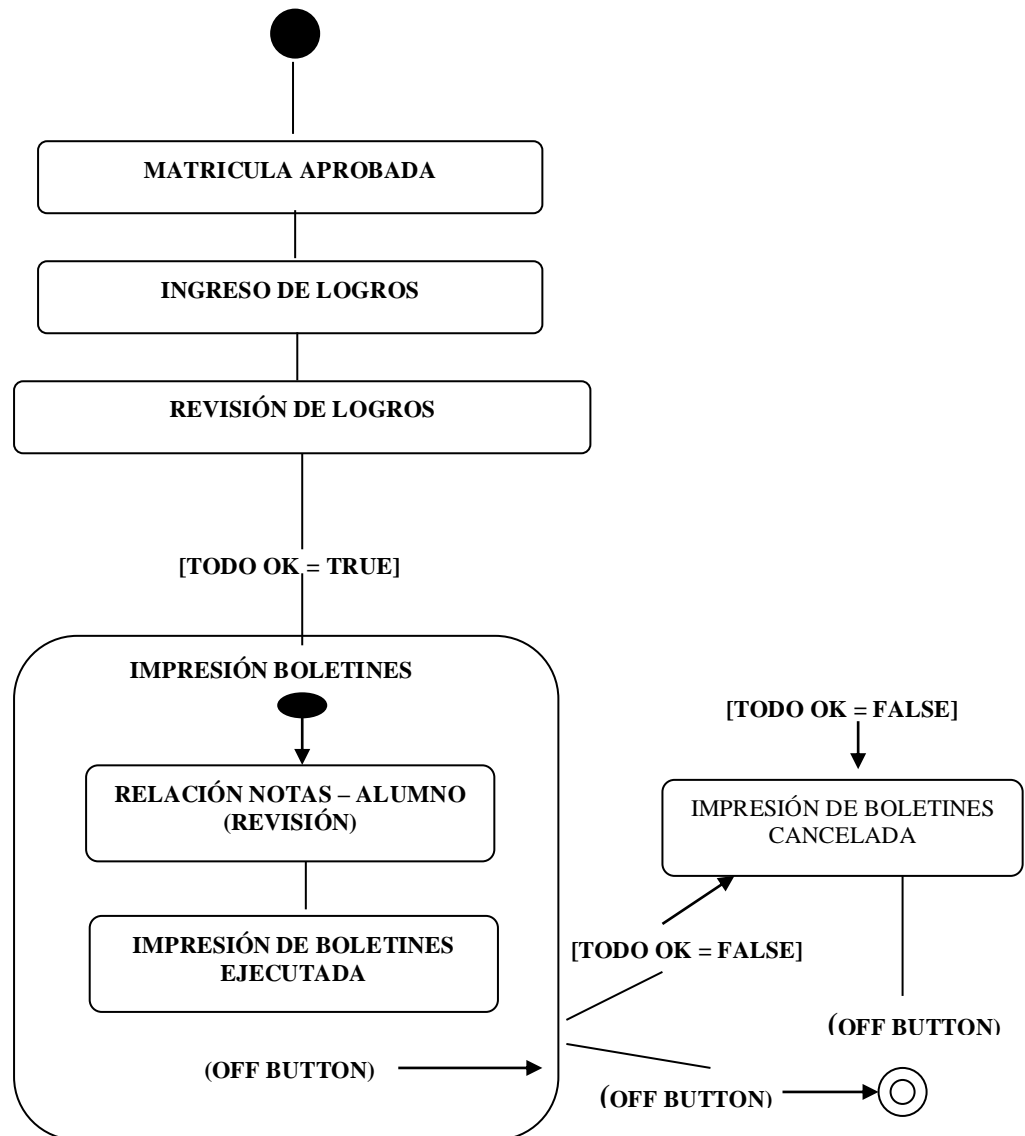 MATRICULA APROBADA
INGRESO DE LOGROS
REVISIÓN DE LOGROS
[TODO OK = TRUE]
IMPRESIÓN BOLETINES
RELACIÓN NOTAS – ALUMNO
(REVISIÓN)
IMPRESIÓN DE BOLETINES
EJECUTADA
(OFF BUTTON)
[TODO OK = FALSE]
IMPRESIÓN DE BOLETINES
CANCELADA
[TODO OK = FALSE]
(OFF BUTTON)
(OFF BUTTON)